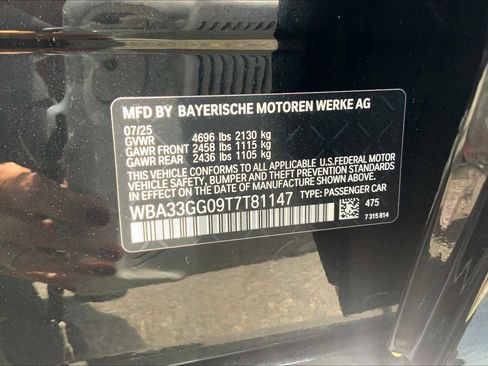 MFD BY BAYERISCHE MOTOREN WERKE AG
07/25
GVWR 4696 lbs 2130 kg
GAWR FRONT 2458 lbs 1115 kg
GAWR REAR 2436 lbs 1105 kg
THIS VEHICLE CONFORMS TO ALL APPLICABLE U.S.FEDERAL MOTOR
VEHICLE SAFETY, BUMPER AND THEFT PREVENTION STANDARDS
IN EFFECT ON THE DATE OF MANUFACTURE SHOWN ABOVE.
WBA33GG09T7T81147 TYPE: PASSENGER CAR
475
7 315 814